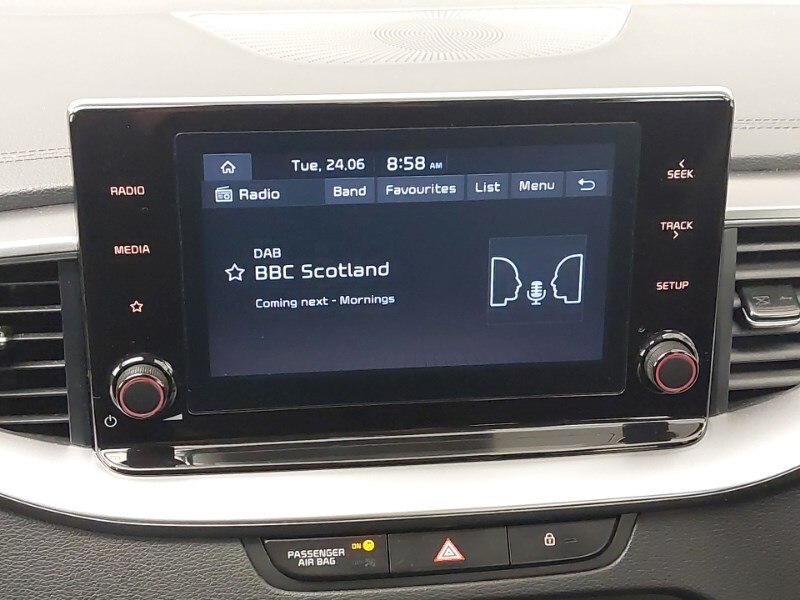 Tue, 24.06 8:58 AM
Radio Band Favourites List Menu
DAB
BBC Scotland
Coming next - Mornings
RADIO
MEDIA
SEEK
TRACK
SETUP
PASSENGER
AIR BAG
ON